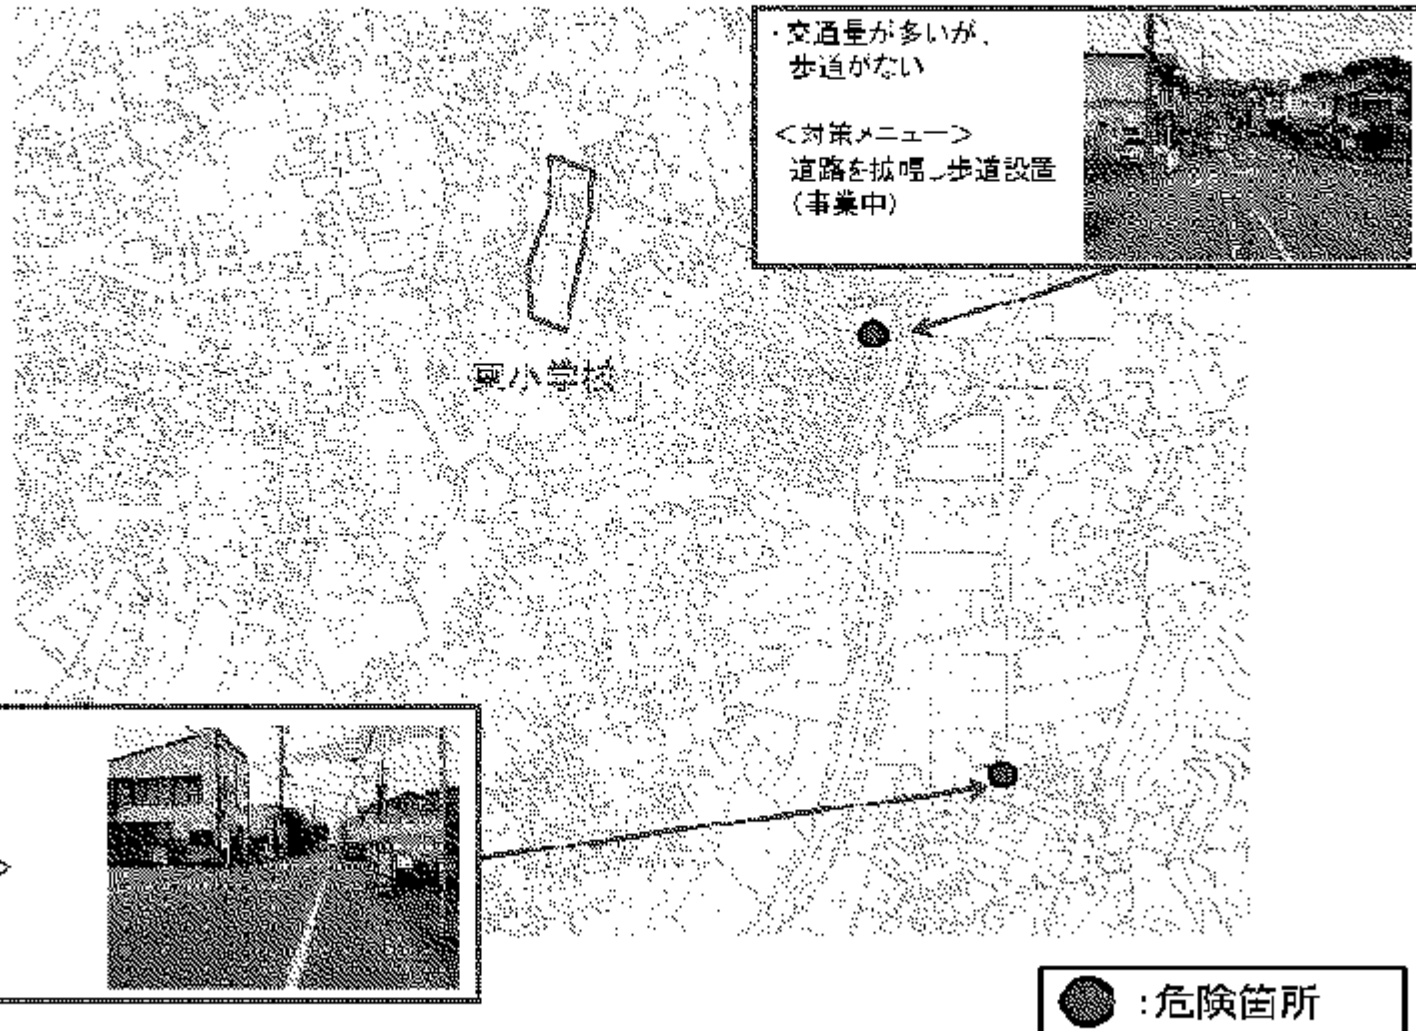 ・交通量が多いが、
歩道がない
＜対策メニュー＞
道路を拡幅し歩道設置
（事業中）
東小学校
＞
：危険箇所